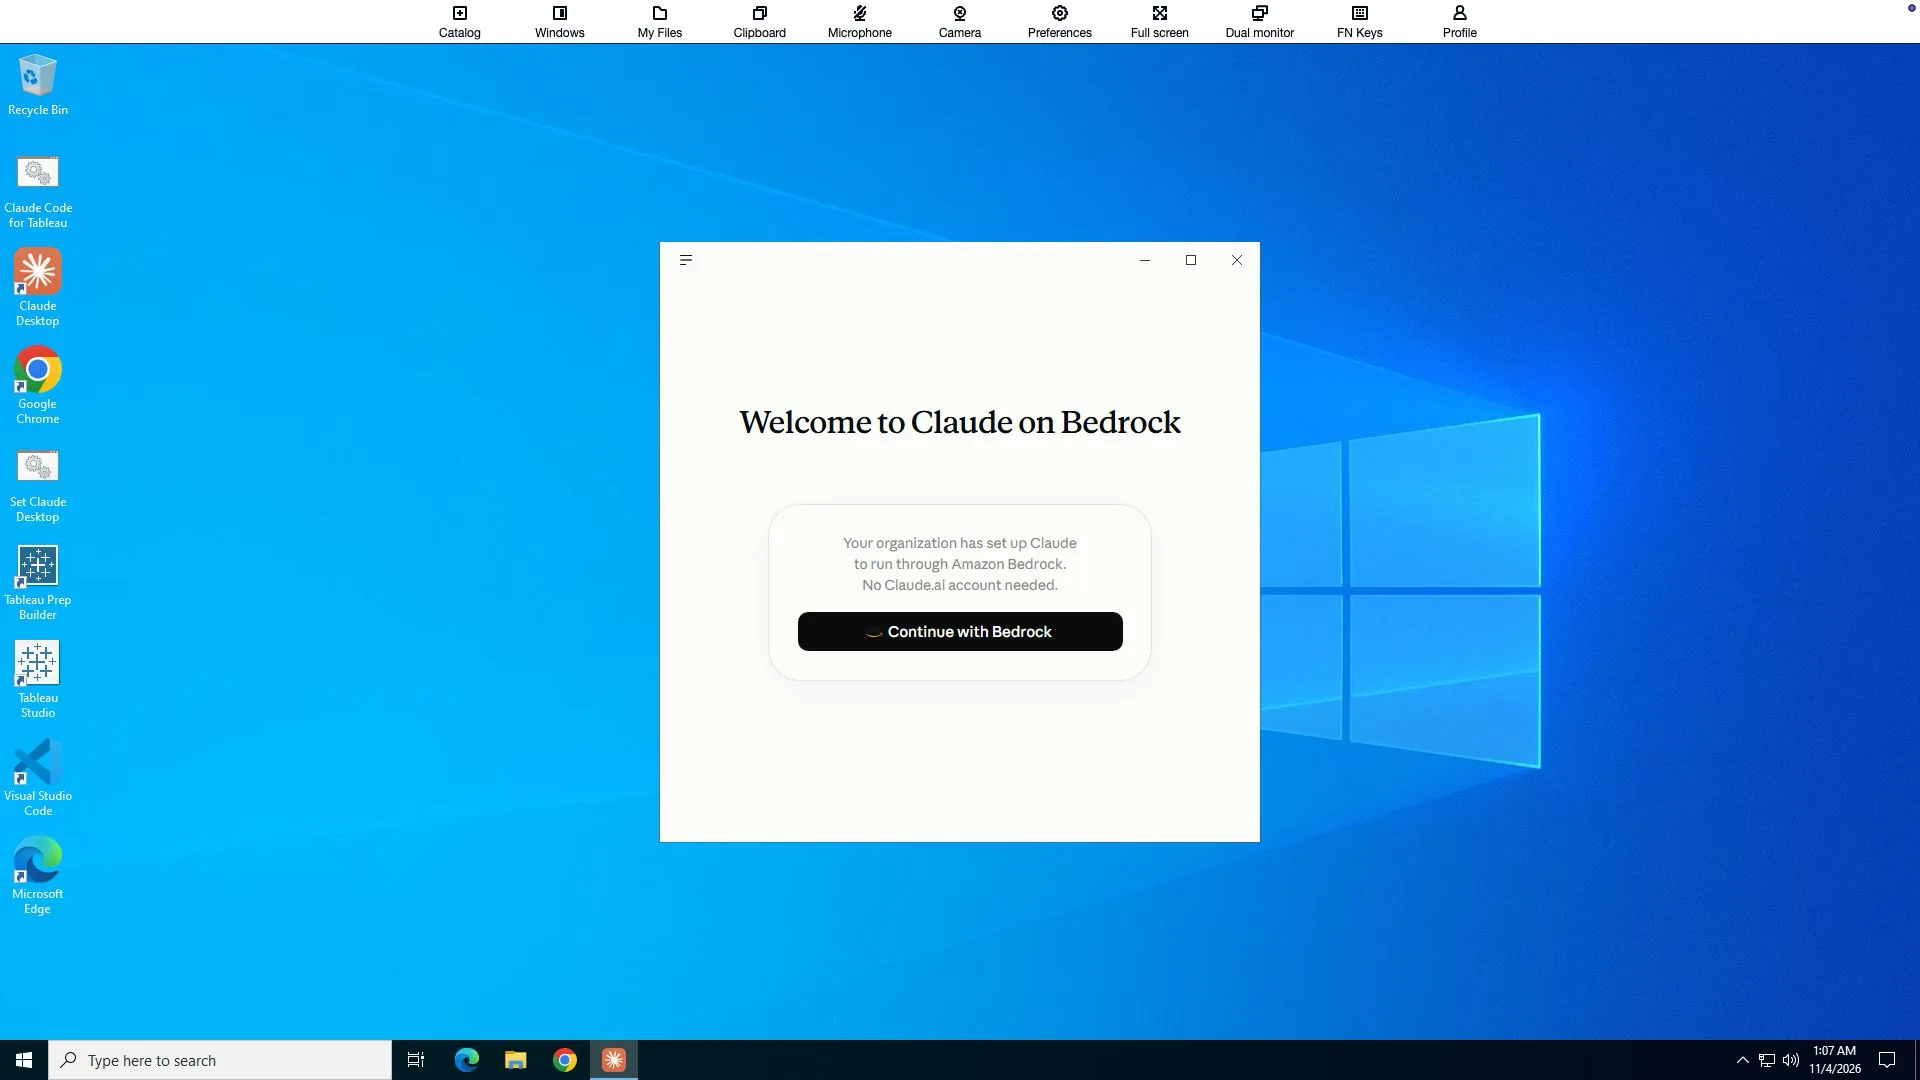 Catalog
Windows
My Files
Clipboard
Microphone
Camera
Preferences
Full screen
Dual monitor
FN Keys
Profile
Recycle Bin
Claude Code
for Tableau
Claude
Desktop
Google
Chrome
Set Claude
Desktop
Tableau Prep
Builder
Tableau
Studio
Visual Studio
Code
Microsoft
Edge
Welcome to Claude on Bedrock
Your organization has set up Claude
to run through Amazon Bedrock.
No Claude.ai account needed.
Continue with Bedrock
Type here to search
1:07 AM
11/4/2026